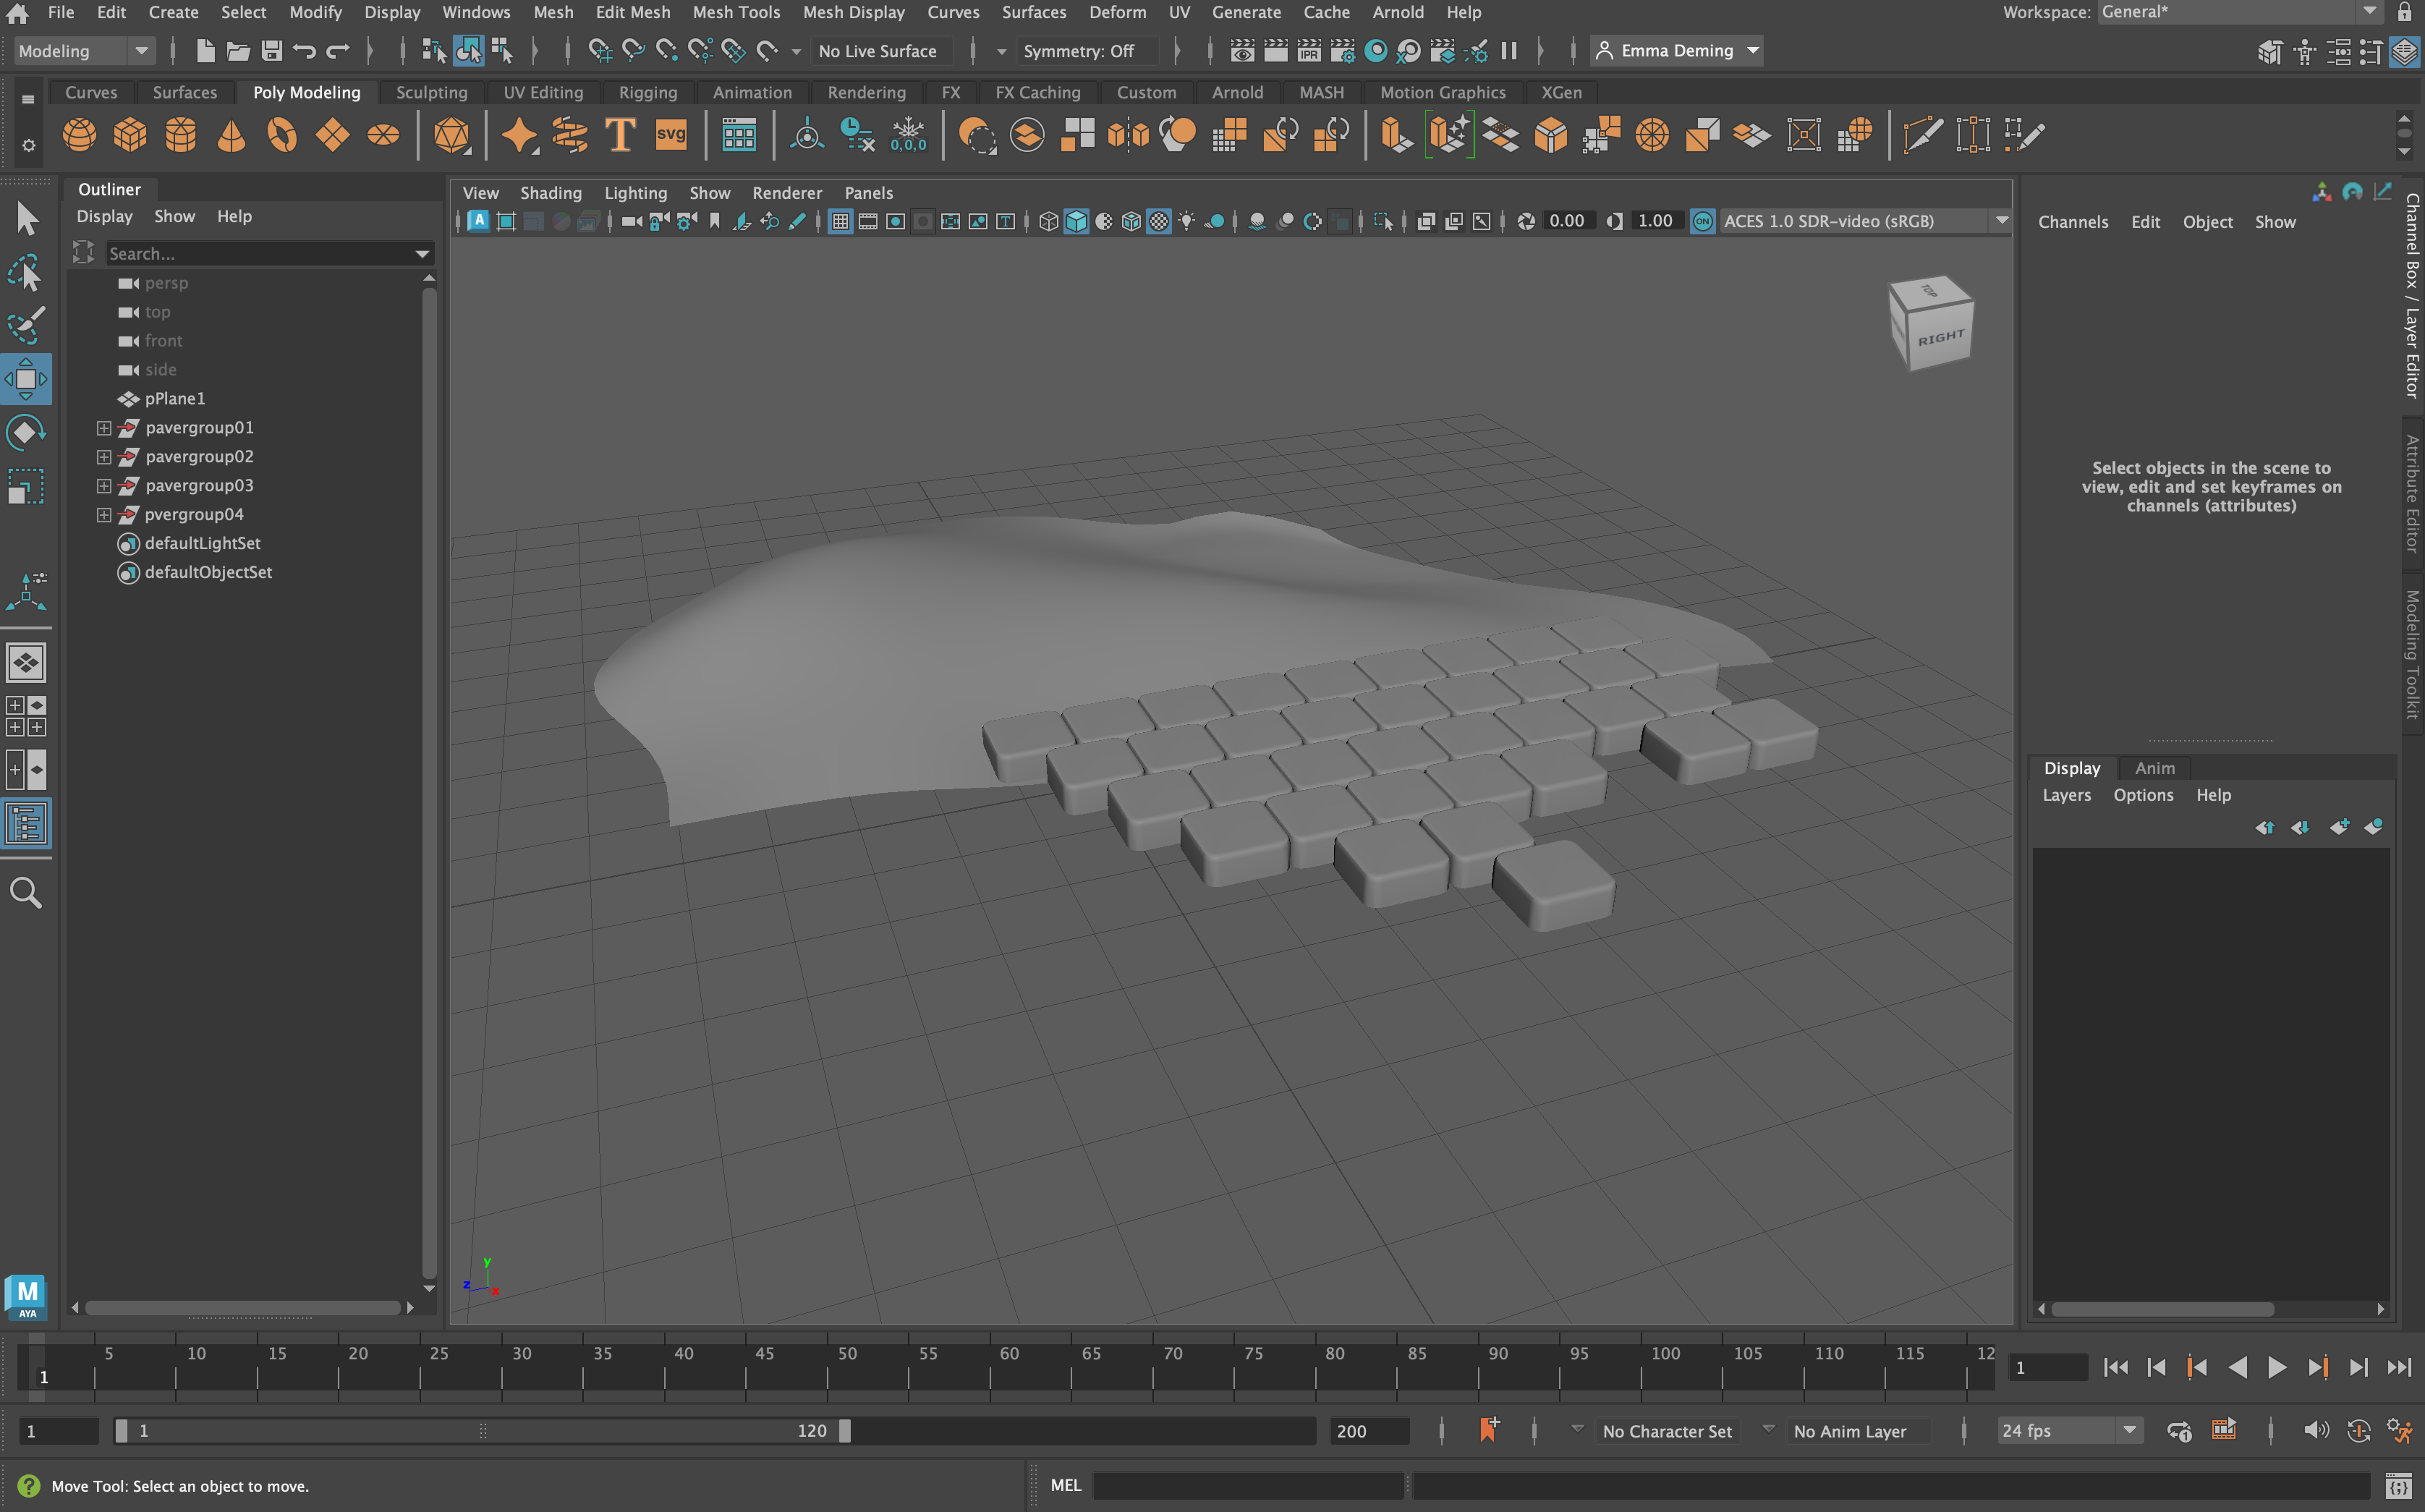 File Edit Create Select Modify Display Windows Mesh Edit Mesh Mesh Tools Mesh Display Curves Surfaces Deform UV Generate Cache Arnold Help Workspace: General*
Modeling No Live Surface Symmetry: Off IPR Emma Deming
Curves Surfaces Poly Modeling Sculpting UV Editing Rigging Animation Rendering FX FX Caching Custom Arnold MASH Motion Graphics XGen
T svg 0,0,0
Outliner
Display Show Help
Search...
persp
top
front
side
pPlane1
pavergroup01
pavergroup02
pavergroup03
pvergroup04
defaultLightSet
defaultObjectSet
View Shading Lighting Show Renderer Panels
A T 0.00 1.00 ON ACES 1.0 SDR-video (sRGB)
TOP
RIGHT
y
z
x
Channels Edit Object Show
Select objects in the scene to
view, edit and set keyframes on
channels (attributes)
Channel Box / Layer Editor
Attribute Editor
Modeling Toolkit
Display Anim
Layers Options Help
M
AYA
5 10 15 20 25 30 35 40 45 50 55 60 65 70 75 80 85 90 95 100 105 110 115 12
1
1
1 1 120 200 No Character Set No Anim Layer 24 fps
Move Tool: Select an object to move. MEL